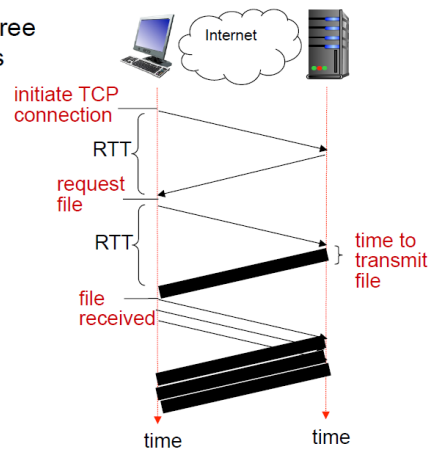 ree
s
Internet
initiate TCP
connection
RTT
request
file
RTT
time to
transmit
file
file
received
time
time